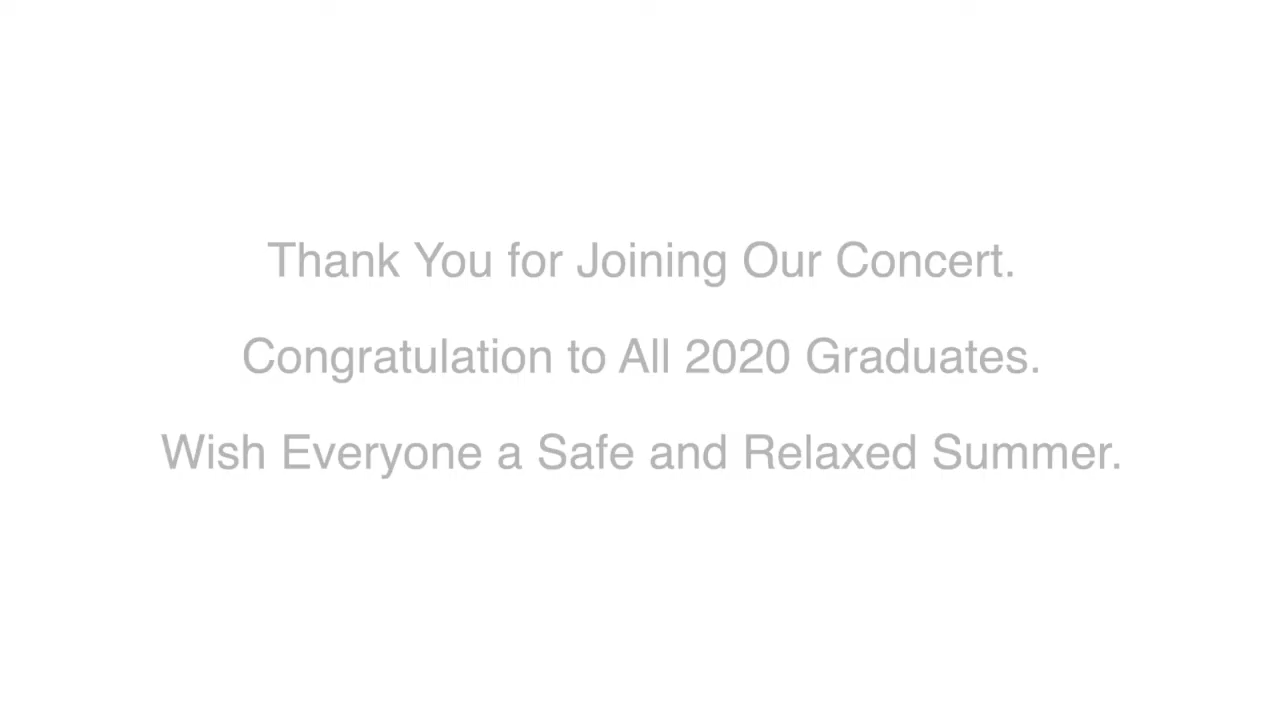 Thank You for Joining Our Concert.
Congratulation to All 2020 Graduates.
Wish Everyone a Safe and Relaxed Summer.